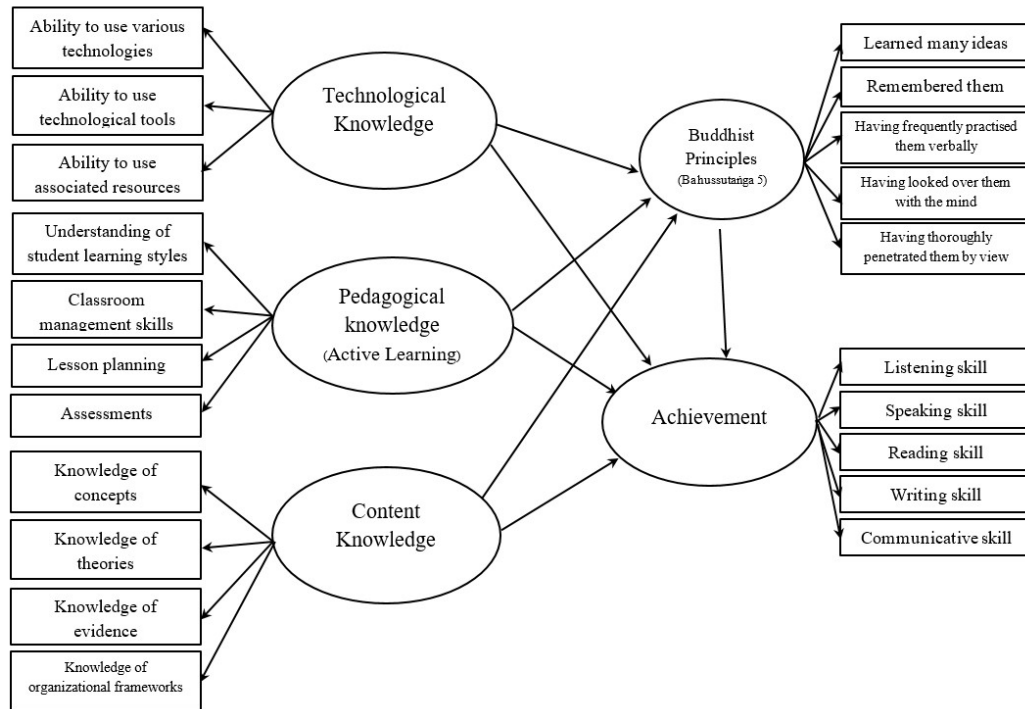 Ability to use various
technologies
Ability to use
technological tools
Ability to use
associated resources
Understanding of
student learning styles
Classroom
management skills
Lesson planning
Assessments
Knowledge of
concepts
Knowledge of
theories
Knowledge of
evidence
Knowledge of
organizational frameworks
Technological
Knowledge
Pedagogical
knowledge
(Active Learning)
Content
Knowledge
Buddhist
Principles
(Bahussutaṅga 5)
Achievement
Learned many ideas
Remembered them
Having frequently practised
them verbally
Having looked over them
with the mind
Having thoroughly
penetrated them by view
Listening skill
Speaking skill
Reading skill
Writing skill
Communicative skill